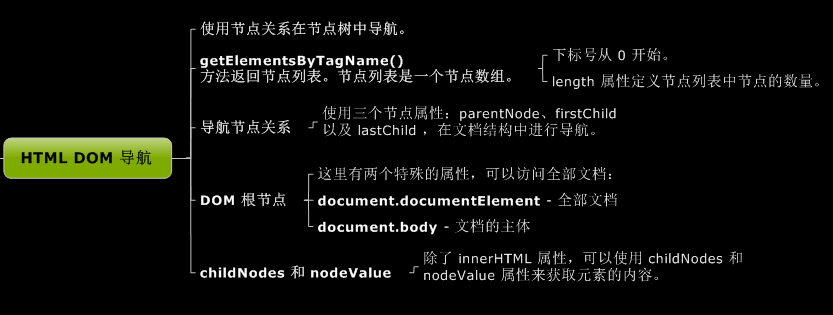 HTML DOM 导航
使用节点关系在节点树中导航。
getElementsByTagName()
方法返回节点列表。节点列表是一个节点数组。
下标号从 0 开始。
length 属性定义节点列表中节点的数量。
导航节点关系
使用三个节点属性：parentNode、firstChild
以及 lastChild ，在文档结构中进行导航。
DOM 根节点
这里有两个特殊的属性，可以访问全部文档：
document.documentElement - 全部文档
document.body - 文档的主体
childNodes 和 nodeValue
除了 innerHTML 属性，可以使用 childNodes 和
nodeValue 属性来获取元素的内容。